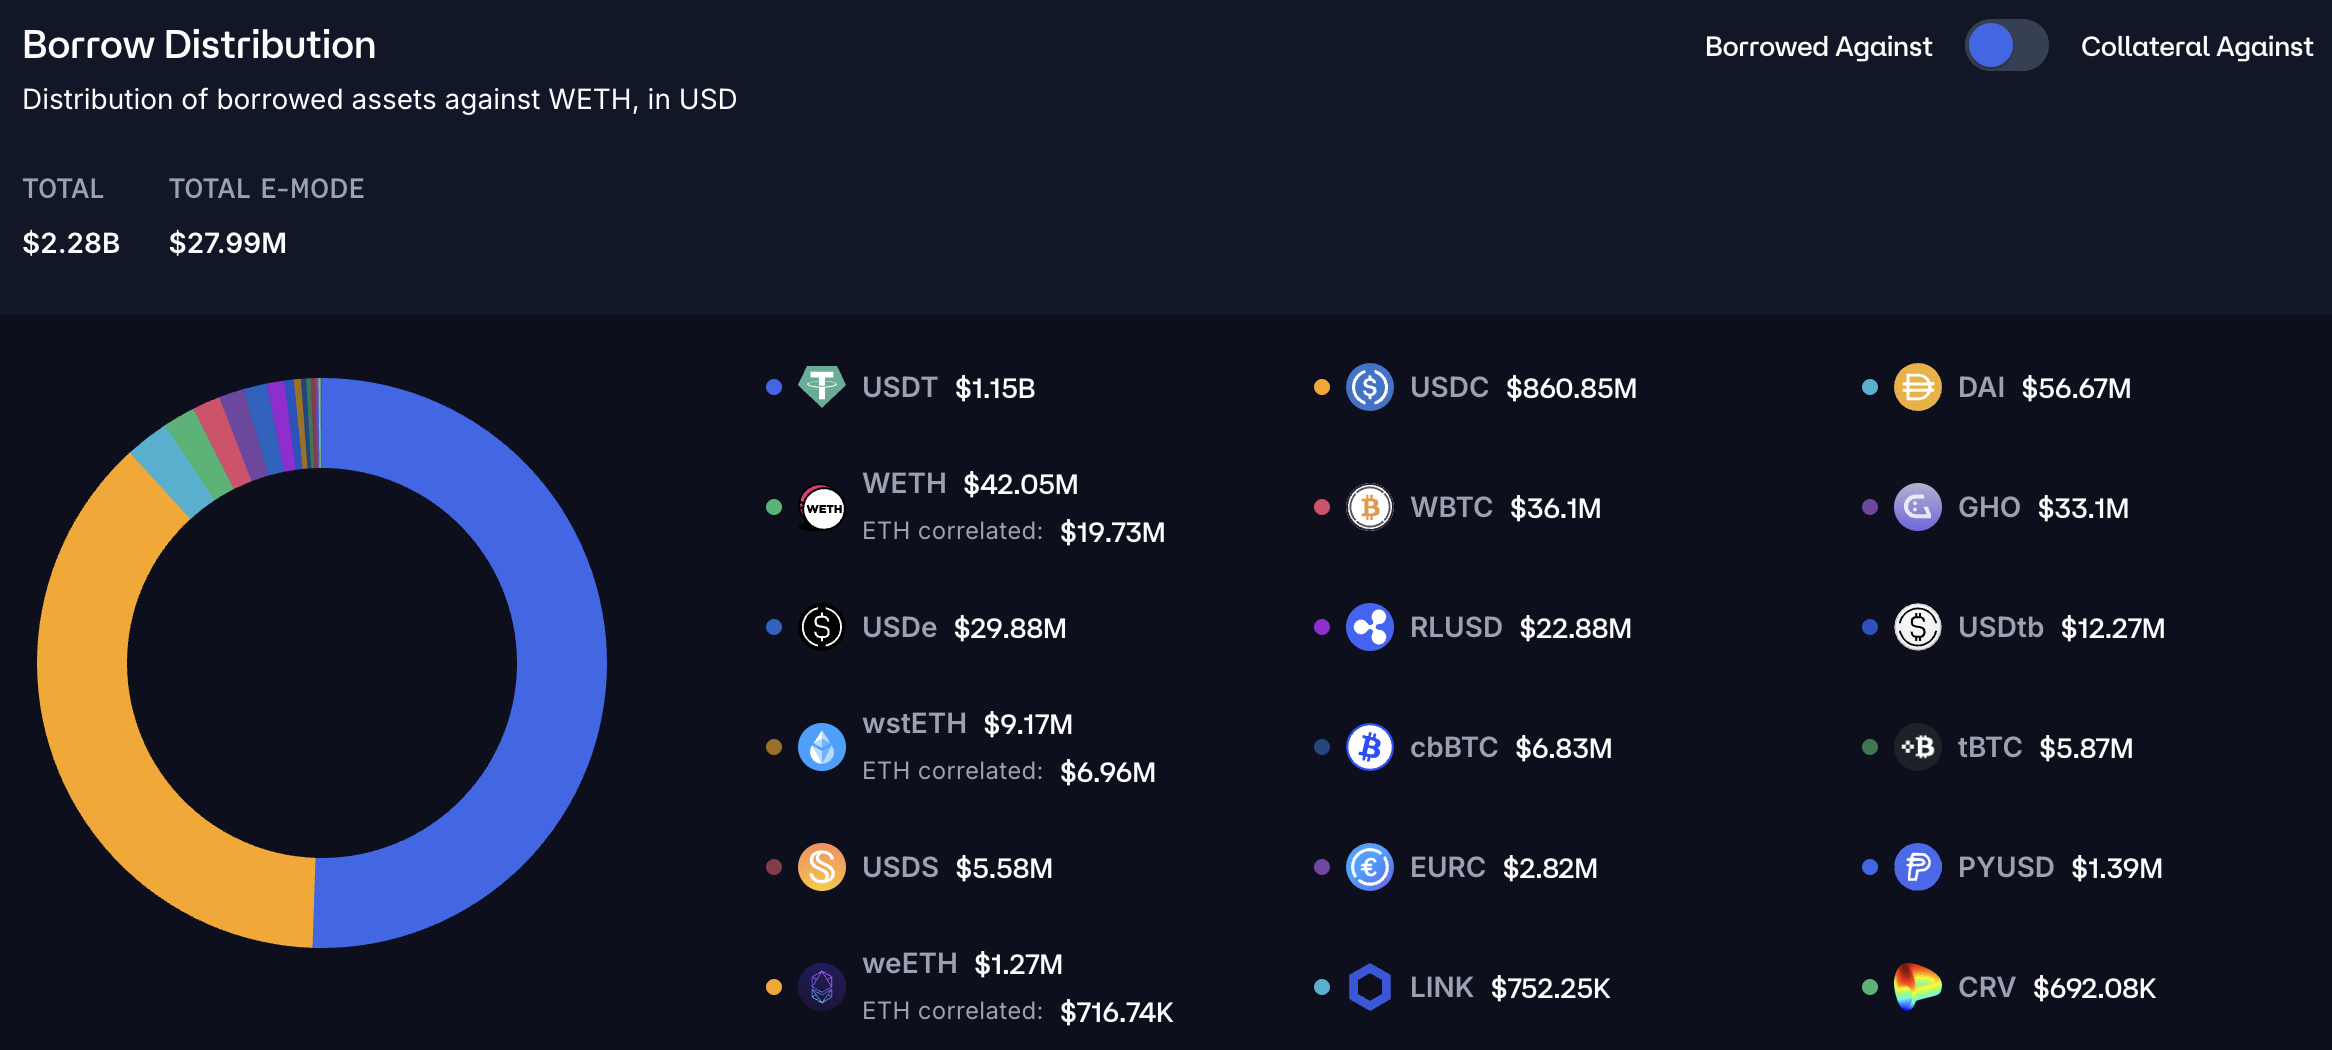 Borrow Distribution
Borrowed Against Collateral Against
Distribution of borrowed assets against WETH, in USD
TOTAL TOTAL E-MODE
$2.28B $27.99M
USDT $1.15B USDC $860.85M DAI $56.67M
WETH $42.05M
WETH WBTC $36.1M GHO $33.1M
ETH correlated: $19.73M
USDe $29.88M RLUSD $22.88M USDtb $12.27M
wstETH $9.17M
cbBTC $6.83M tBTC $5.87M
ETH correlated: $6.96M
USDS $5.58M EURC $2.82M PYUSD $1.39M
weETH $1.27M
LINK $752.25K CRV $692.08K
ETH correlated: $716.74K